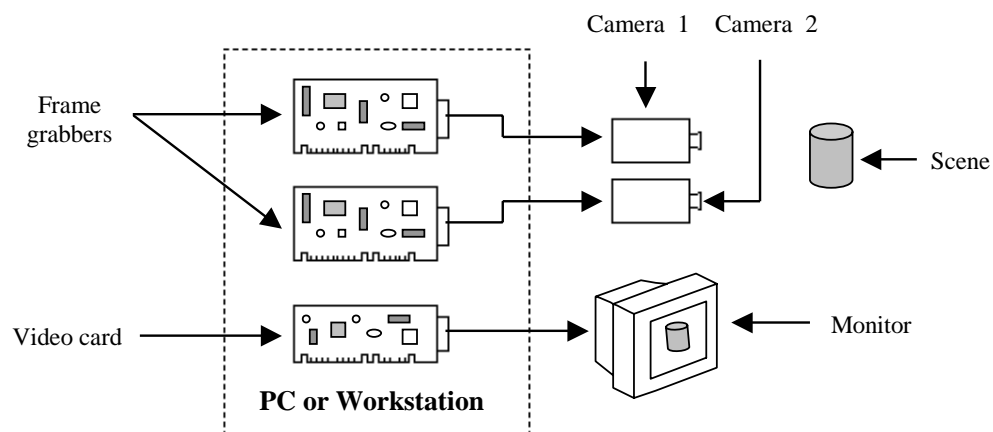 Camera 1 Camera 2
Frame
grabbers
Scene
Video card
Monitor
PC or Workstation